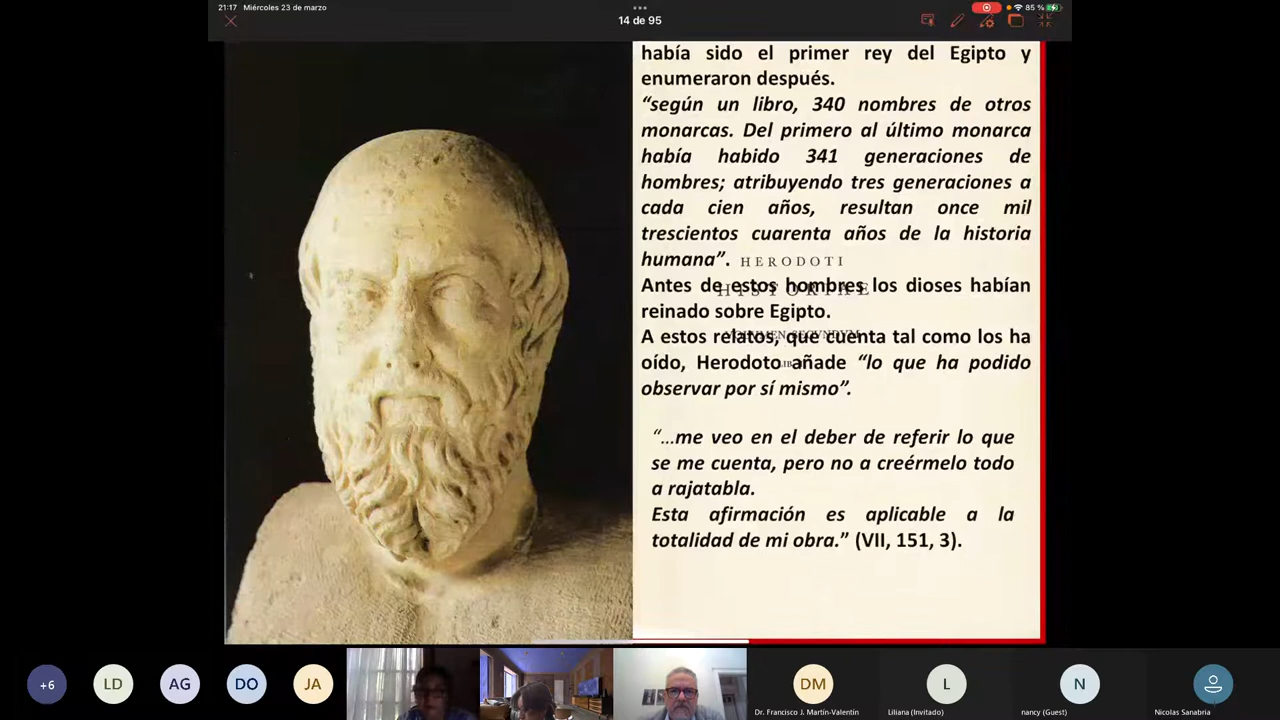 21:17 Miércoles 23 de marzo
85 %
14 de 95
había sido el primer rey del Egipto y
enumeraron después.
“según un libro, 340 nombres de otros
monarcas. Del primero al último monarca
había habido 341 generaciones de
hombres; atribuyendo tres generaciones a
cada cien años, resultan once mil
trescientos cuarenta años de la historia
humana”.
HERODOTI
Antes de estos hombres los dioses habían
HISTORIAE
reinado sobre Egipto.
A estos relatos, que cuenta tal como los ha
oído, Herodoto añade “lo que ha podido
observar por sí mismo”.
“...me veo en el deber de referir lo que
se me cuenta, pero no a creérmelo todo
a rajatabla.
Esta afirmación es aplicable a la
totalidad de mi obra.” (VII, 151, 3).
+6
LD
AG
DO
JA
DM
L
N
Dr. Francisco J. Martín-Valentín
Liliana (Invitado)
nancy (Guest)
Nicolas Sanabria